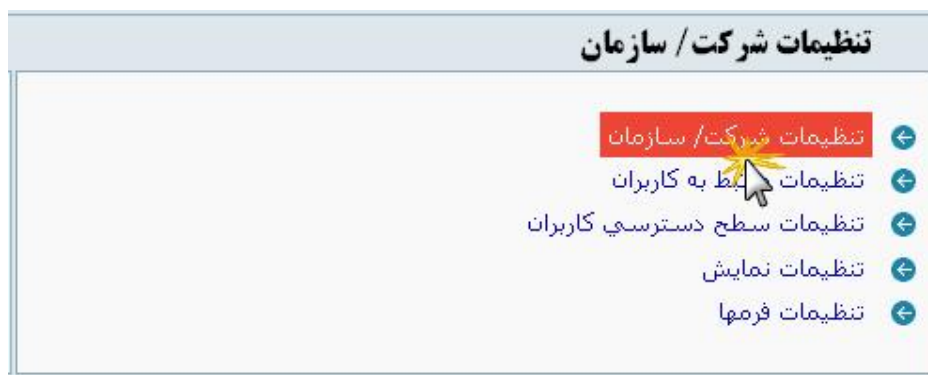 تنظیمات شرکت/ سازمان
تنظیمات شرکت/ سازمان
تنظیمات به کاربران
تنظیمات سطح دسترسي کاربران
تنظیمات نمایش
تنظیمات فرمها